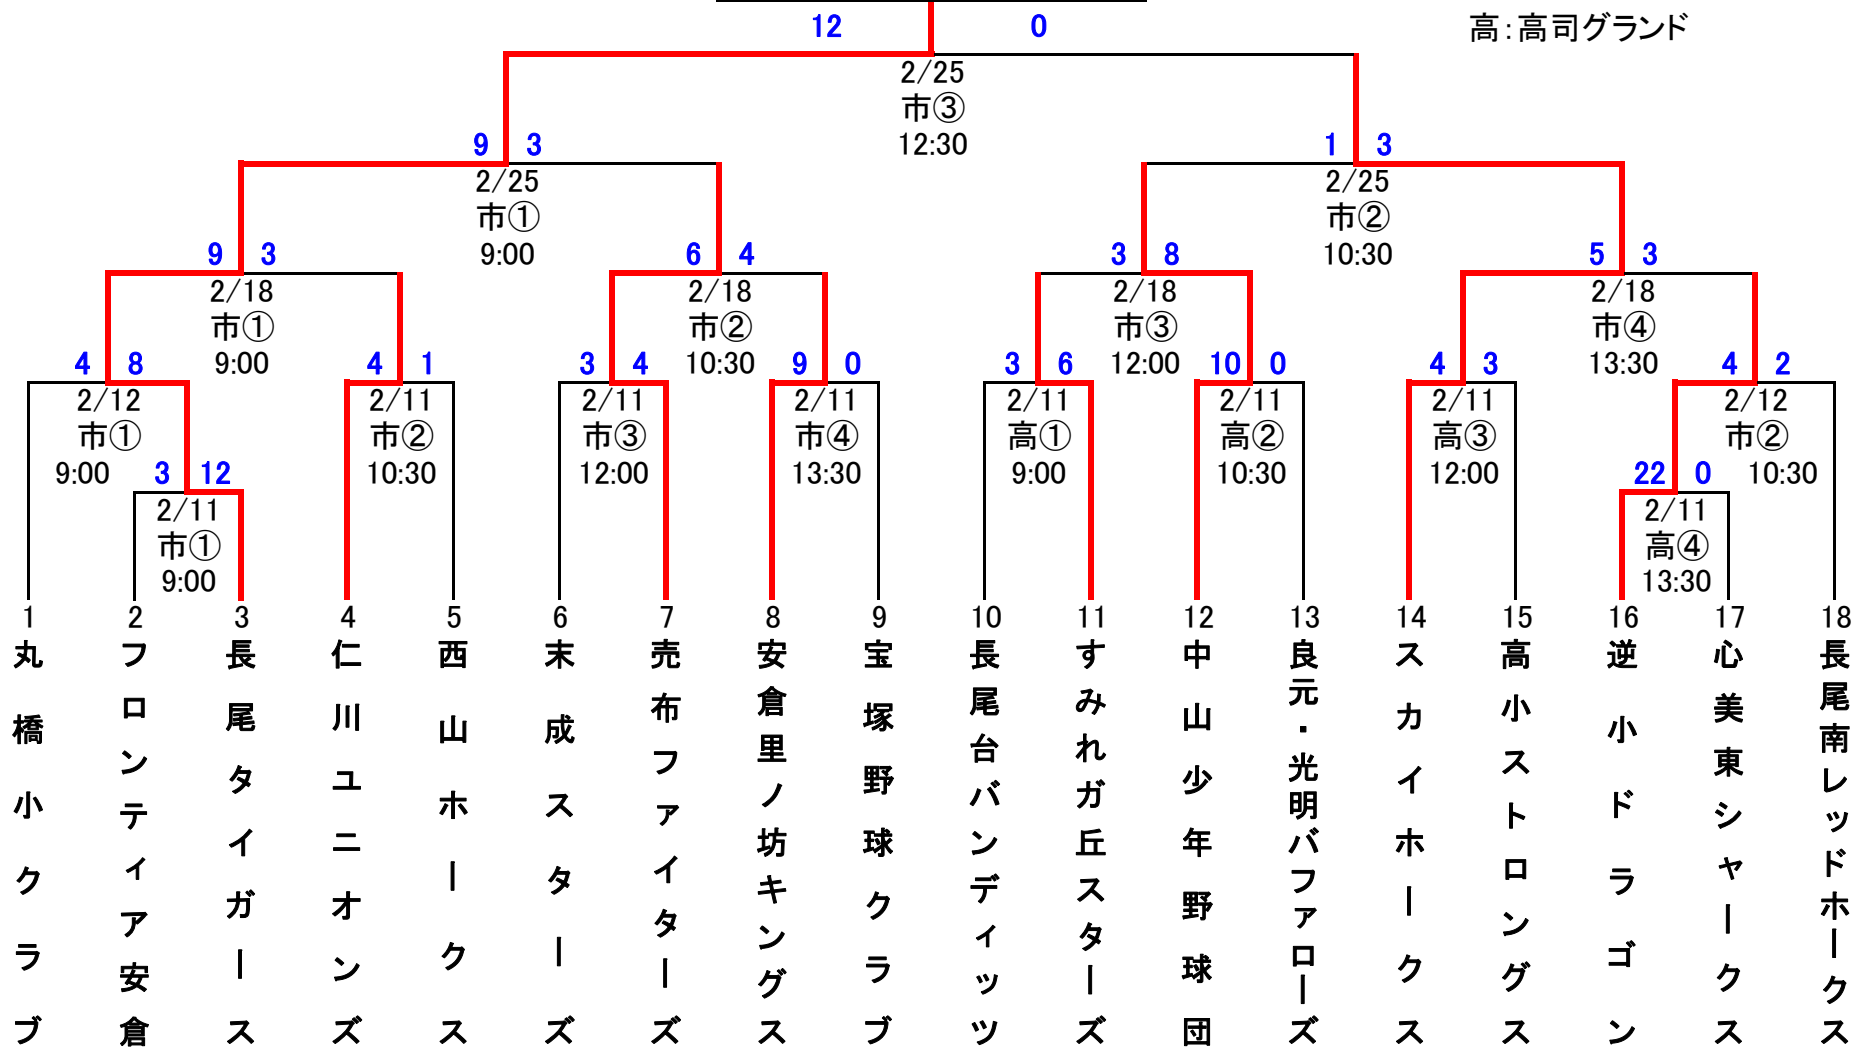 12 0
高：高司グランド
2/25
市③
12:30
9 3
1 3
2/25
市①
9:00
2/25
市②
10:30
9 3
6 4
3 8
5 3
2/18
市①
9:00
2/18
市②
10:30
2/18
市③
12:00
2/18
市④
13:30
4 8
4 1
3 4
9 0
3 6
10 0
4 3
4 2
2/12
市①
9:00
2/11
市②
10:30
2/11
市③
12:00
2/11
市④
13:30
2/11
高①
9:00
2/11
高②
10:30
2/11
高③
12:00
2/12
市②
10:30
3 12
22 0
2/11
市①
9:00
2/11
高④
13:30
1
丸橋小クラブ
2
フロンティア安倉
3
長尾タイガース
4
仁川ユニオンズ
5
西山ホークス
6
末成スターズ
7
売布ファイターズ
8
安倉里ノ坊キングス
9
宝塚野球クラブ
10
長尾台バンディッツ
11
すみれガ丘スターズ
12
中山少年野球団
13
良元・光明バファローズ
14
スカイホークス
15
高小ストロングス
16
逆小ドラゴン
17
心美東シャークス
18
長尾南レッドホークス